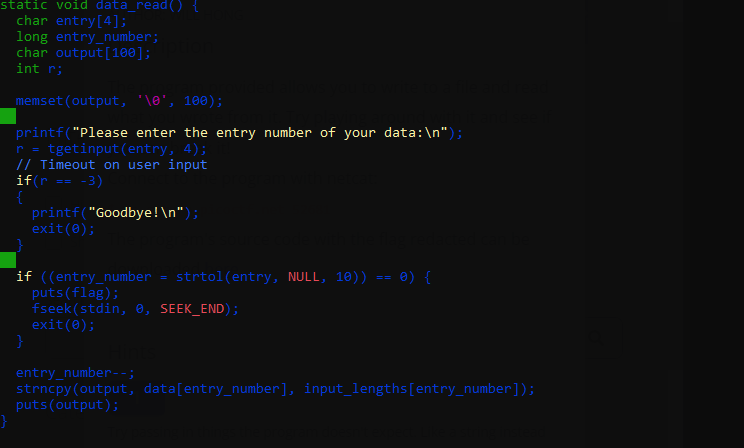 static void data_read() {
char entry[4];
long entry_number;
char output[100];
int r;
memset(output, '\0', 100);
printf("Please enter the entry number of your data:\n");
r = tgetinput(entry, 4);
// Timeout on user input
if(r == -3)
{
printf("Goodbye!\n");
exit(0);
}
if ((entry_number = strtol(entry, NULL, 10)) == 0) {
puts(flag);
fseek(stdin, 0, SEEK_END);
exit(0);
}
entry_number--;
strncpy(output, data[entry_number], input_lengths[entry_number]);
puts(output);
}